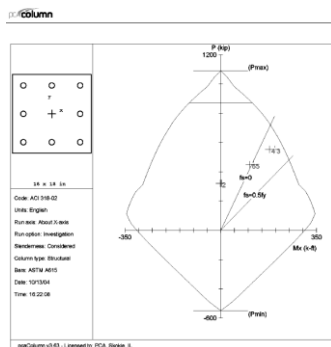 pcacolumn
P (kip)
1200
(Pmax)
Y
x
fs=0
fs=0.5fy
-350
350
Mx (k-ft)
(Pmin)
-600
16 x 16 in
Code: ACI 318-02
Units: English
Run axis: About X-axis
Run option: Investigation
Slenderness: Considered
Column type: Structural
Bars: ASTM A615
Date: 10/13/04
Time: 16:22:08
pcaColumn v3.63 - Licensed to: PCA, Skokie, IL